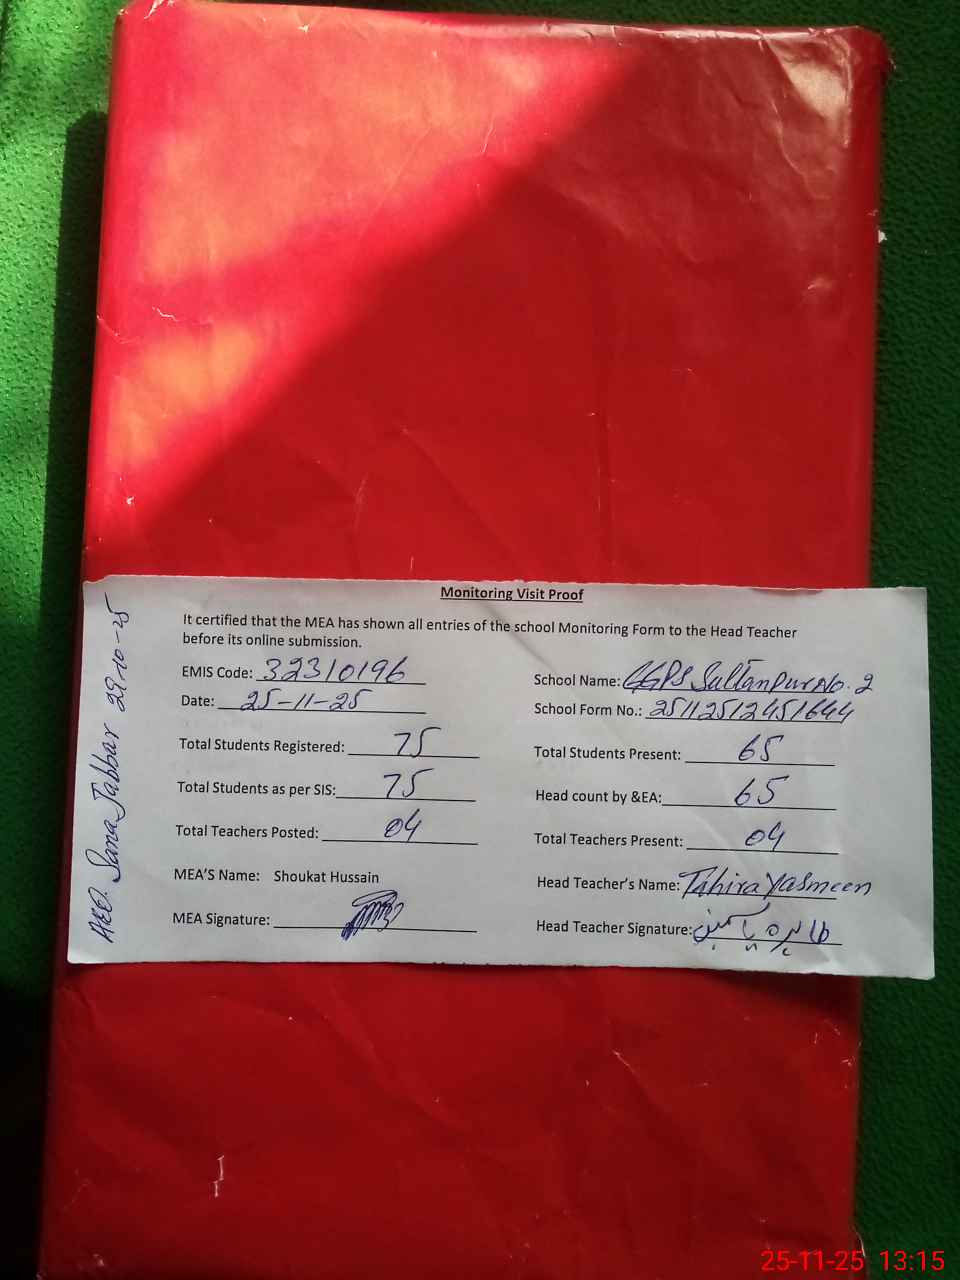 Monitoring Visit Proof
It certified that the MEA has shown all entries of the school Monitoring Form to the Head Teacher
before its online submission.
EMIS Code: 32310196
School Name: GGPS Sultanpur No. 2
Date: 25-11-25
School Form No.: 25112512451644
Total Students Registered: 75
Total Students Present: 65
Total Students as per SIS: 75
Head count by &EA: 65
Total Teachers Posted: 04
Total Teachers Present: 04
MEA'S Name: Shoukat Hussain
Head Teacher's Name: Tahira Yasmeen
MEA Signature:
Head Teacher Signature: طاہرہ یاسمین
AEO. Sana Jabbar 29-10-25
25-11-25 13:15